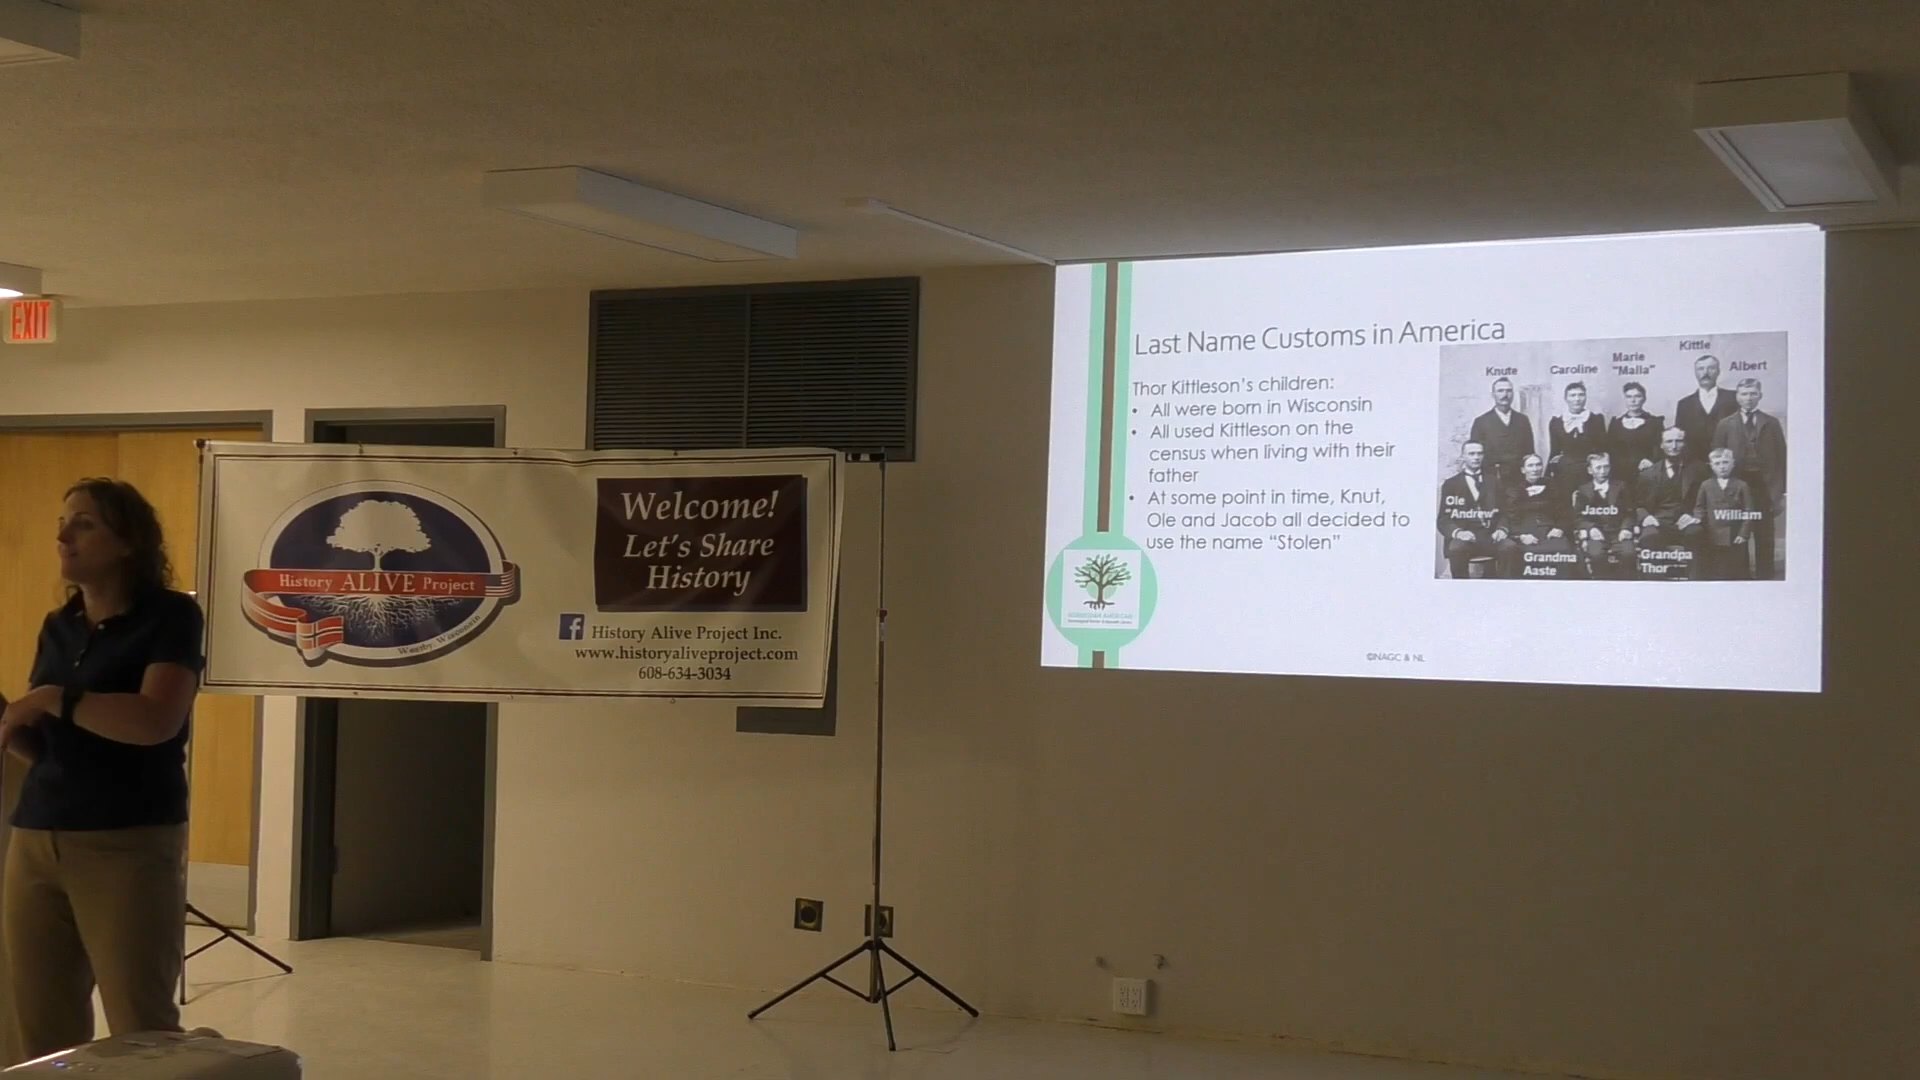 EXIT
History ALIVE Project
Westby, Wisconsin
Welcome!
Let's Share
History
History Alive Project Inc.
www.historyaliveproject.com
608-634-3034
Last Name Customs in America
Thor Kittleson's children:
• All were born in Wisconsin
• All used Kittleson on the
census when living with their
father
• At some point in time, Knut,
Ole and Jacob all decided to
use the name "Stolen"
Knute
Caroline
Marie
"Malla"
Kittle
Albert
Ole
"Andrew"
Jacob
William
Grandma
Aaste
Grandpa
Thor
NORWEGIAN AMERICAN
©NAGC & NL